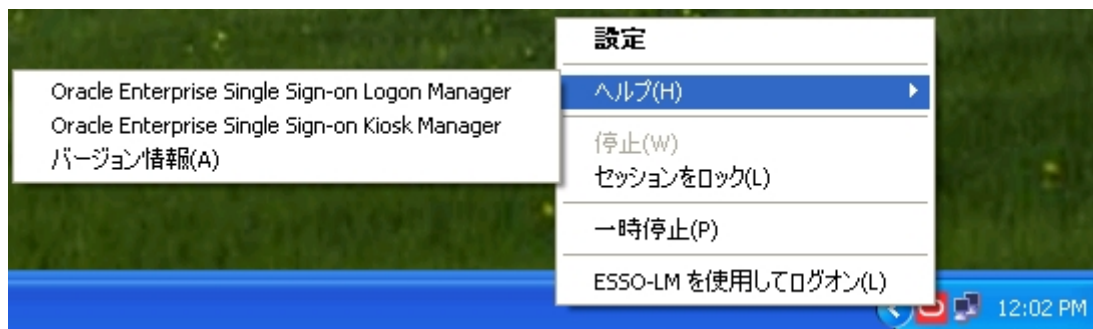 設定
ヘルプ(H)
Oracle Enterprise Single Sign-on Logon Manager
Oracle Enterprise Single Sign-on Kiosk Manager
バージョン情報(A)
停止(W)
セッションをロック(L)
一時停止(P)
ESSO-LM を使用してログオン(L)
12:02 PM